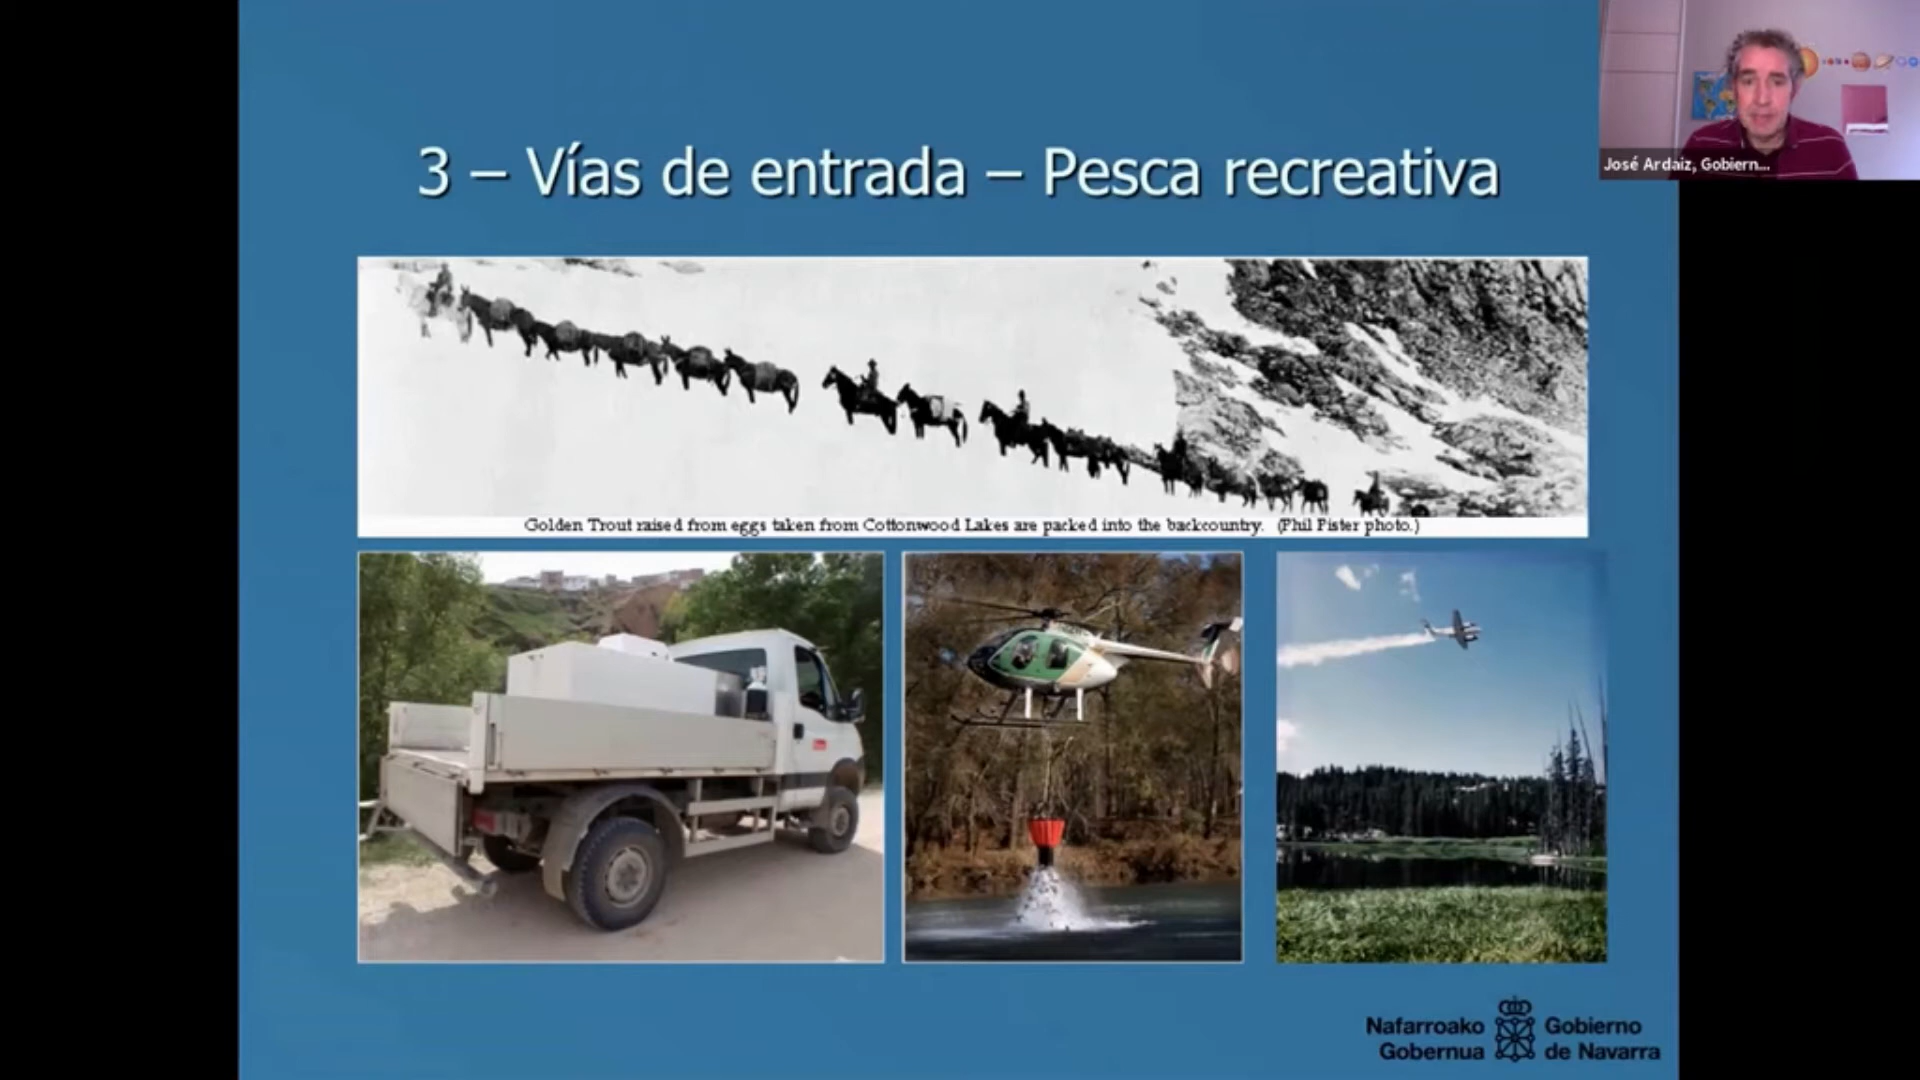 3 – Vías de entrada – Pesca recreativa
José Ardaiz, Gobiern...
Golden Trout raised from eggs taken from Cottonwood Lakes are packed into the backcountry. (Phil Pister photo.)
Nafarroako Gobernua
Gobierno de Navarra